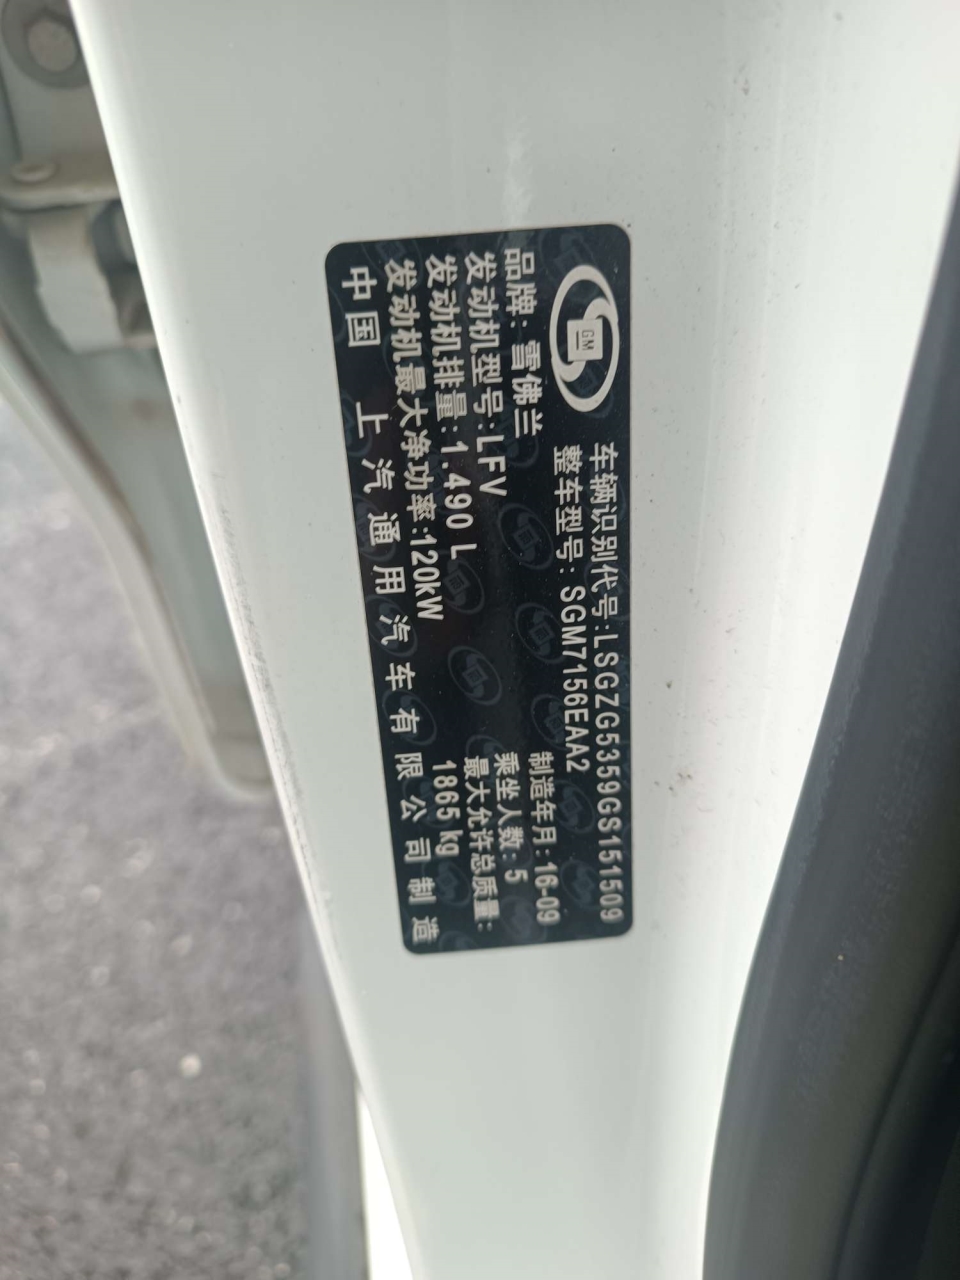 GM
车辆识别代号:LSGZG5359GS151509
整车型号:SGM7156EAA2
品牌:雪佛兰
发动机型号:LFV
制造年月:16-09
发动机排量:1.490 L
乘坐人数:5
发动机最大净功率:120kW
最大允许总质量:
1865 kg
中国 上汽通用汽车有限公司制造